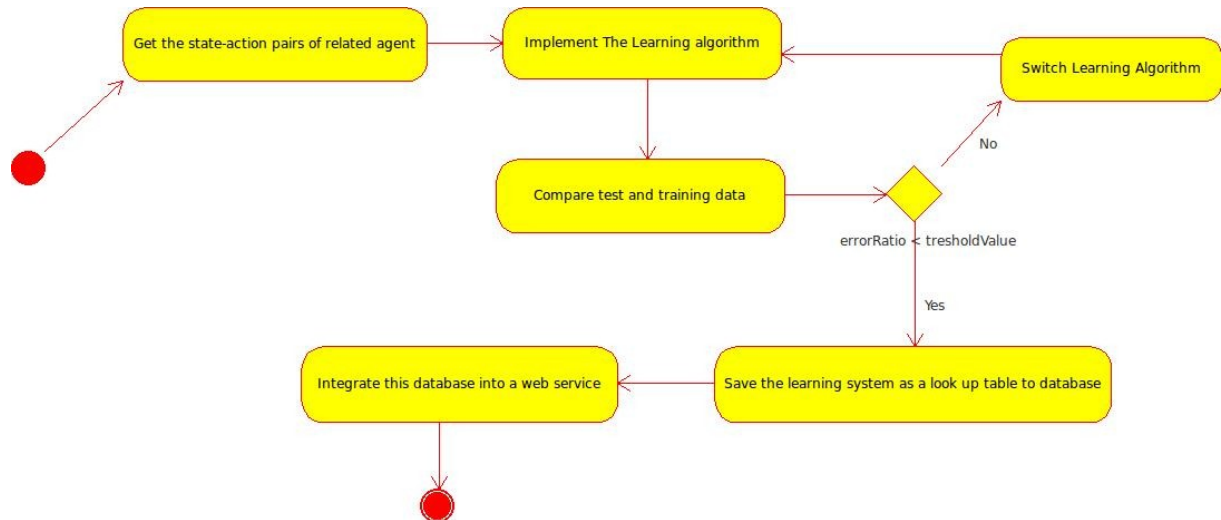 Get the state-action pairs of related agent
Implement The Learning algorithm
Switch Learning Algorithm
No
Compare test and training data
errorRatio < tresholdValue
Yes
Integrate this database into a web service
Save the learning system as a look up table to database